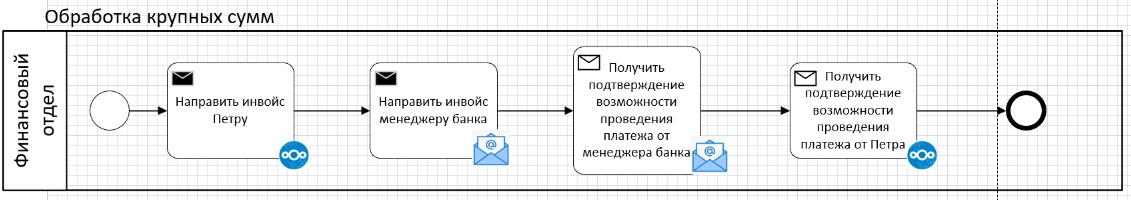 Обработка крупных сумм
Финансовый
отдел
Направить инвойс
Петру
Направить инвойс
менеджеру банка
Получить
подтверждение
возможности
проведения
платежа от
менеджера банка
Получить
подтверждение
возможности
проведения
платежа от Петра